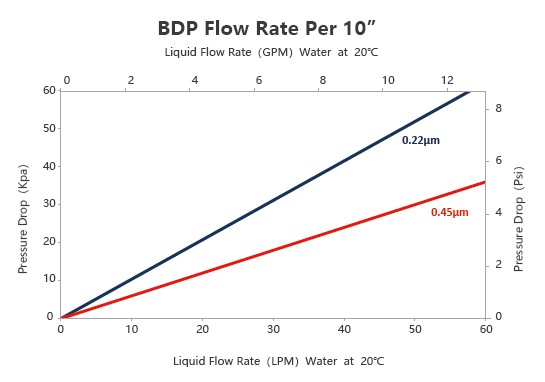 BDP Flow Rate Per 10″
Liquid Flow Rate（GPM）Water at 20℃
0 2 4 6 8 10 12
60
50
40
30
20
10
0
Pressure Drop（Kpa）
0.22μm
0.45μm
8
6
4
2
0
Pressure Drop（Psi）
0 10 20 30 40 50 60
Liquid Flow Rate（LPM）Water at 20℃